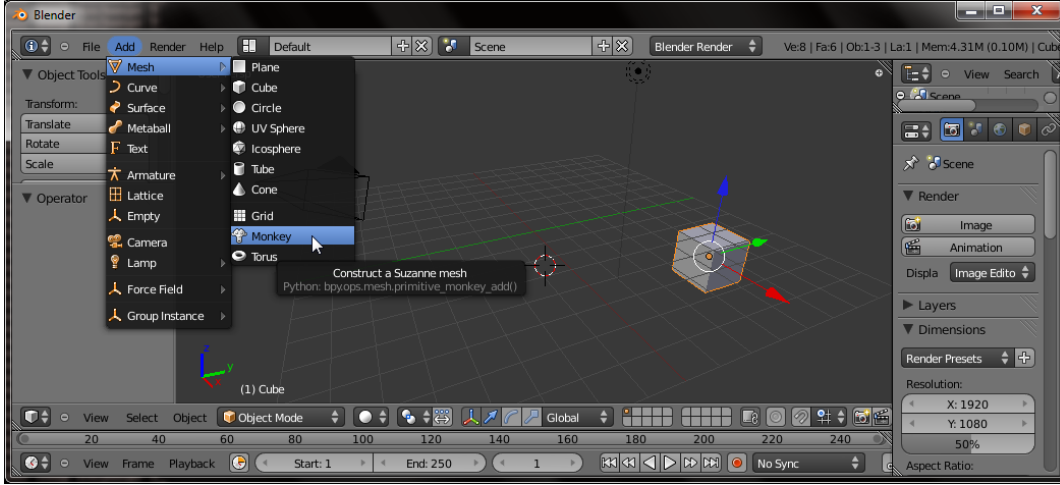 Blender
File Add Render Help Default Scene Blender Render Ve:8 | Fa:6 | Ob:1-3 | La:1 | Mem:4.31M (0.10M) | Cube
Object Tools
Transform:
Translate
Rotate
Scale
Operator
Mesh
Curve
Surface
Metaball
Text
Armature
Lattice
Empty
Camera
Lamp
Force Field
Group Instance
Plane
Cube
Circle
UV Sphere
Icosphere
Tube
Cone
Grid
Monkey
Torus
Construct a Suzanne mesh
Python: bpy.ops.mesh.primitive_monkey_add()
z
y
x
(1) Cube
View Select Object Object Mode Global
20 40 60 80 100 120 140 160 180 200 220 240
View Frame Playback Start: 1 End: 250 1 No Sync
View Search
Scene
Scene
Render
Image
Animation
Displa Image Edito
Layers
Dimensions
Render Presets
Resolution:
X: 1920
Y: 1080
50%
Aspect Ratio: